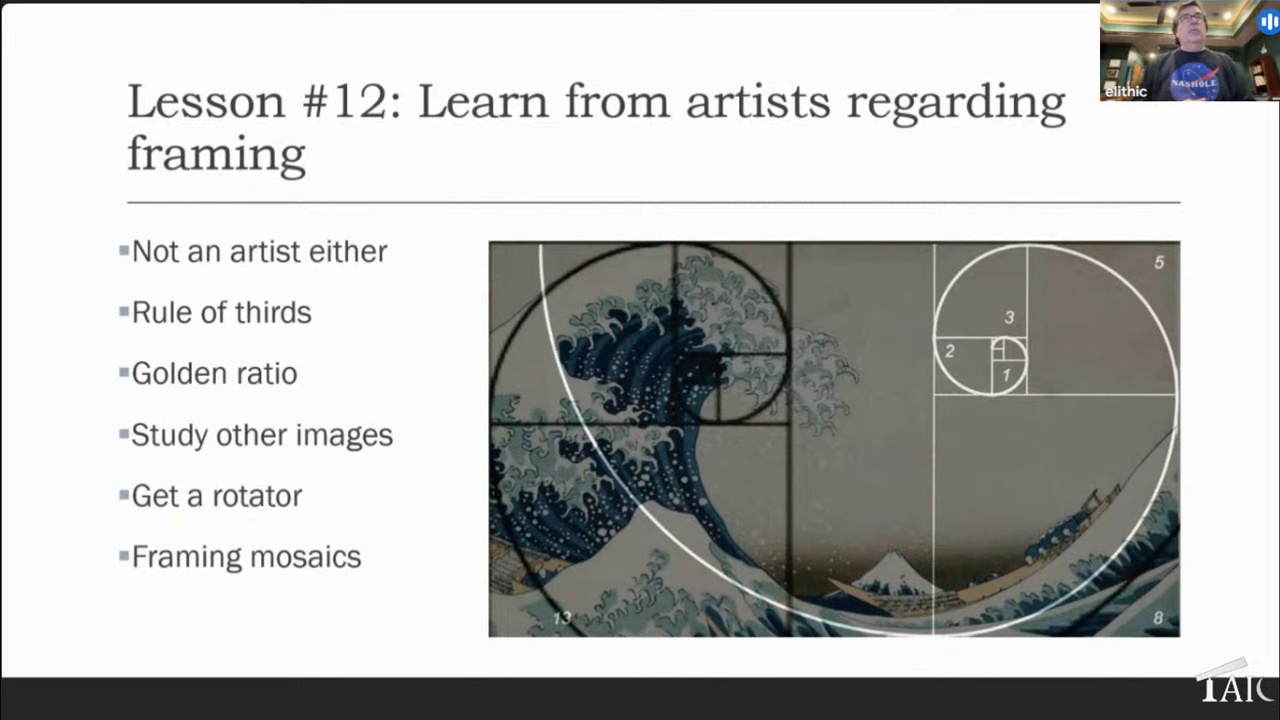 Lesson #12: Learn from artists regarding
framing
Not an artist either
Rule of thirds
Golden ratio
Study other images
Get a rotator
Framing mosaics
5
3
2
1
13
8
NASHOLE
elithic
TAIC